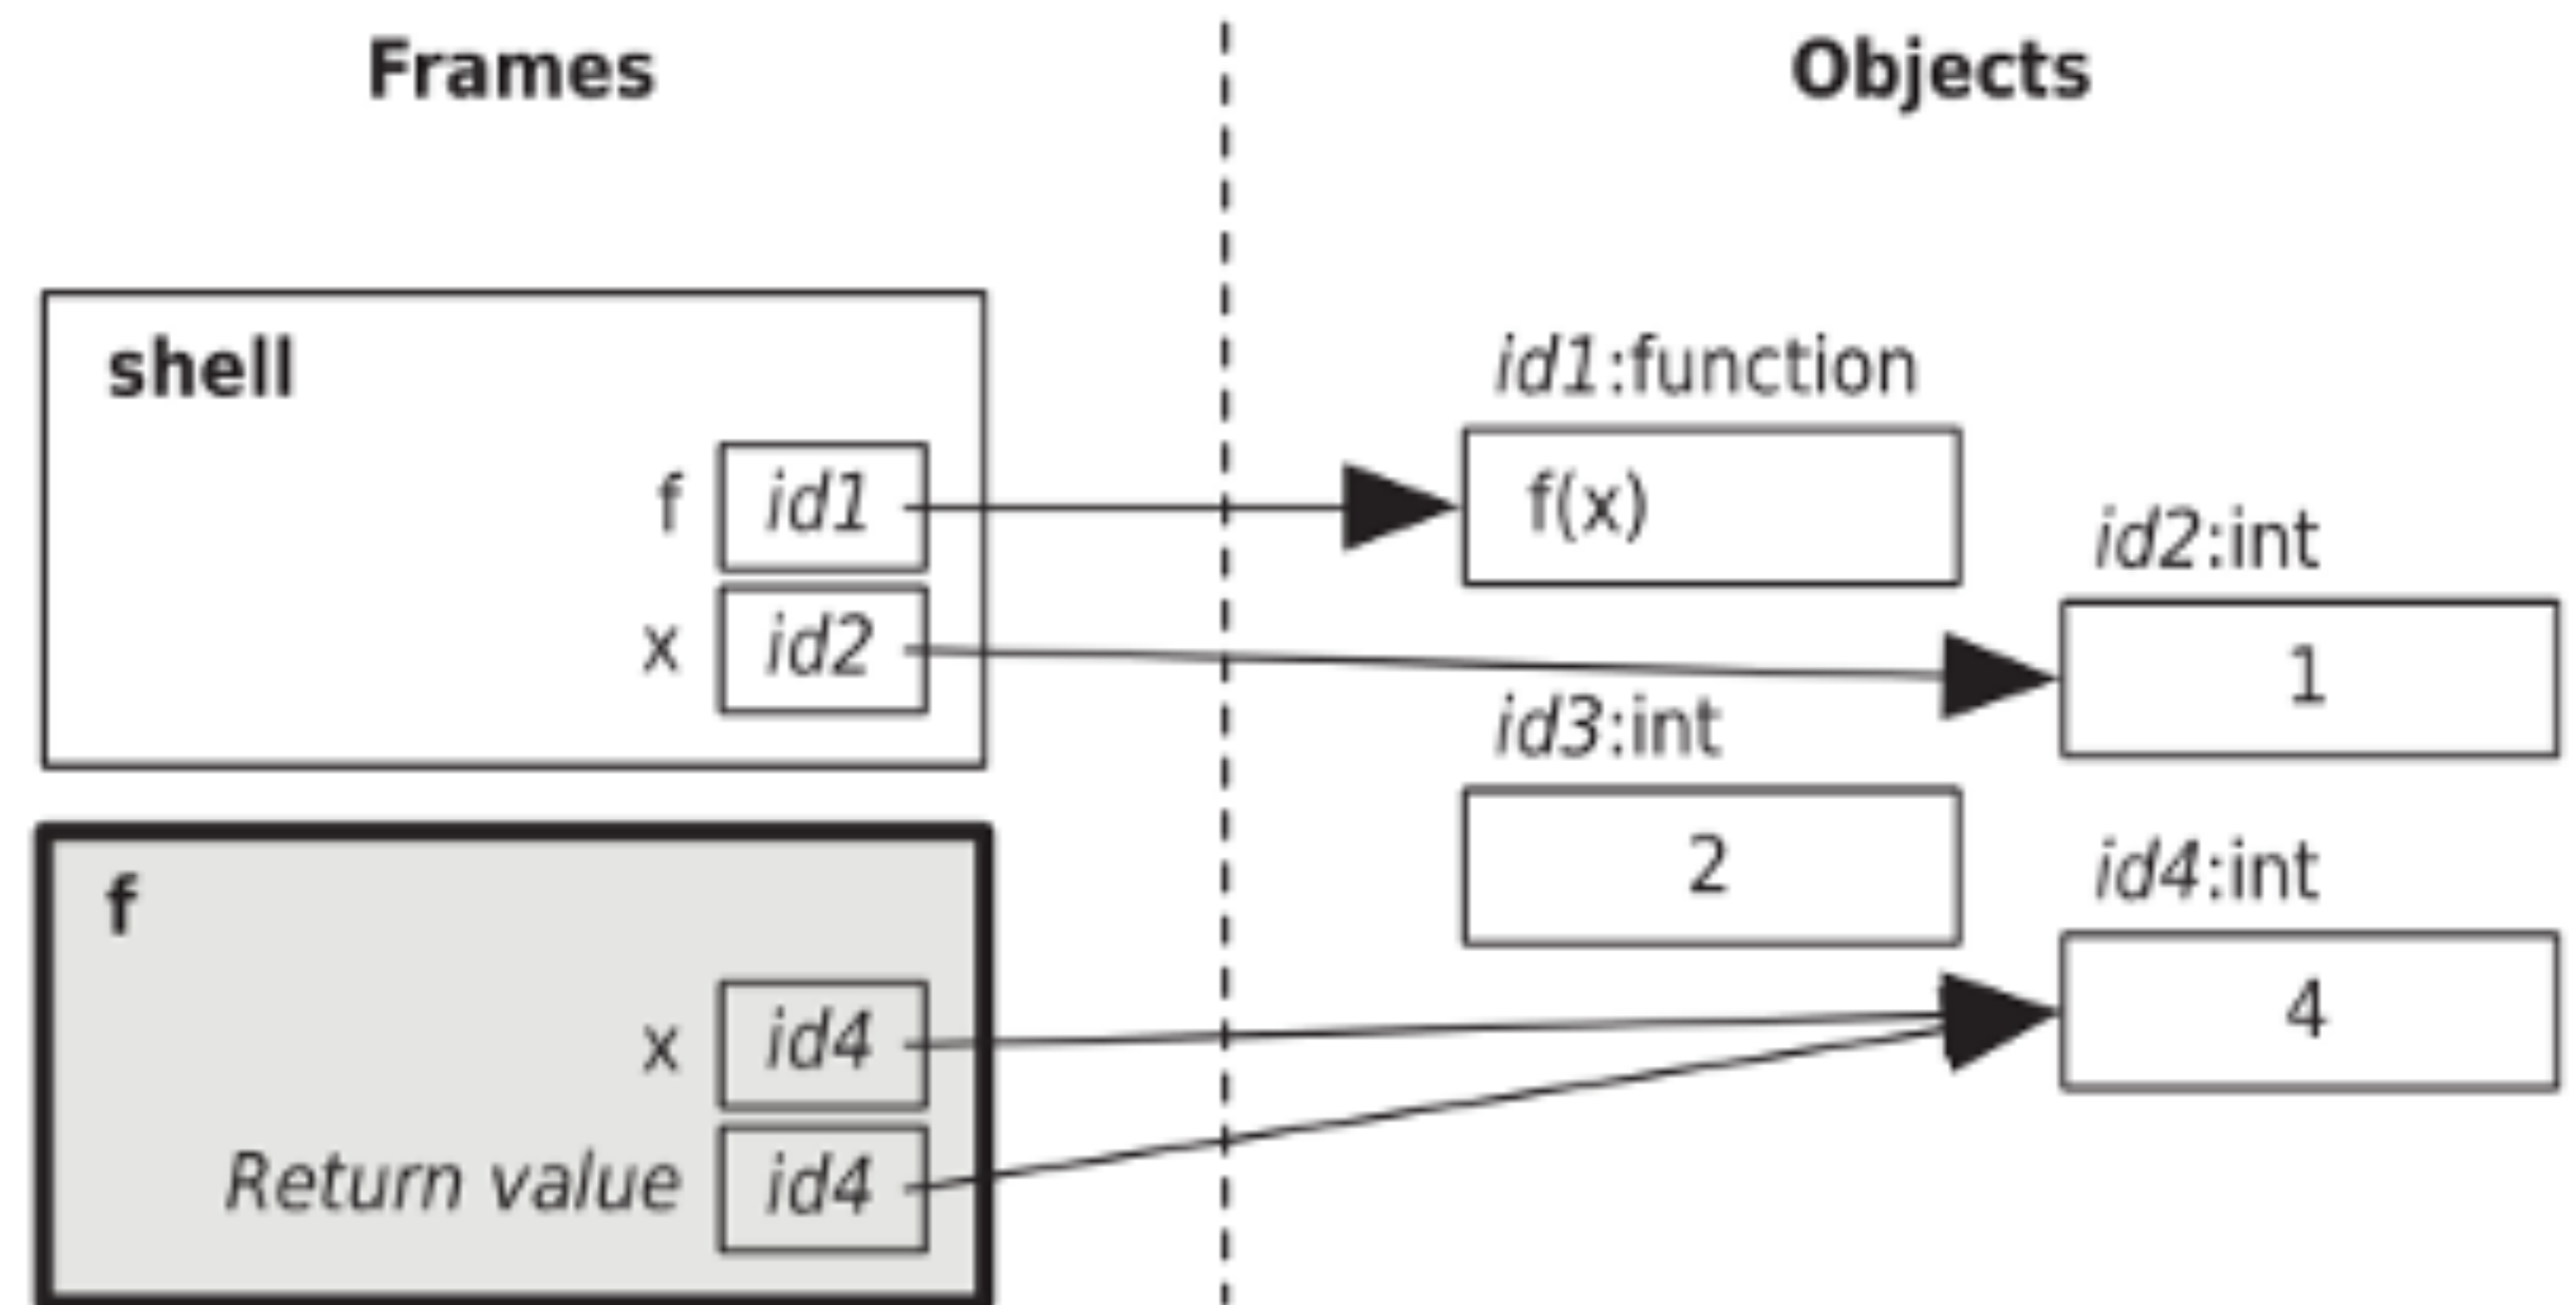 Frames
Objects
shell
id1:function
f id1
f(x)
id2:int
x id2
1
id3:int
2
f
id4:int
x id4
4
Return value id4